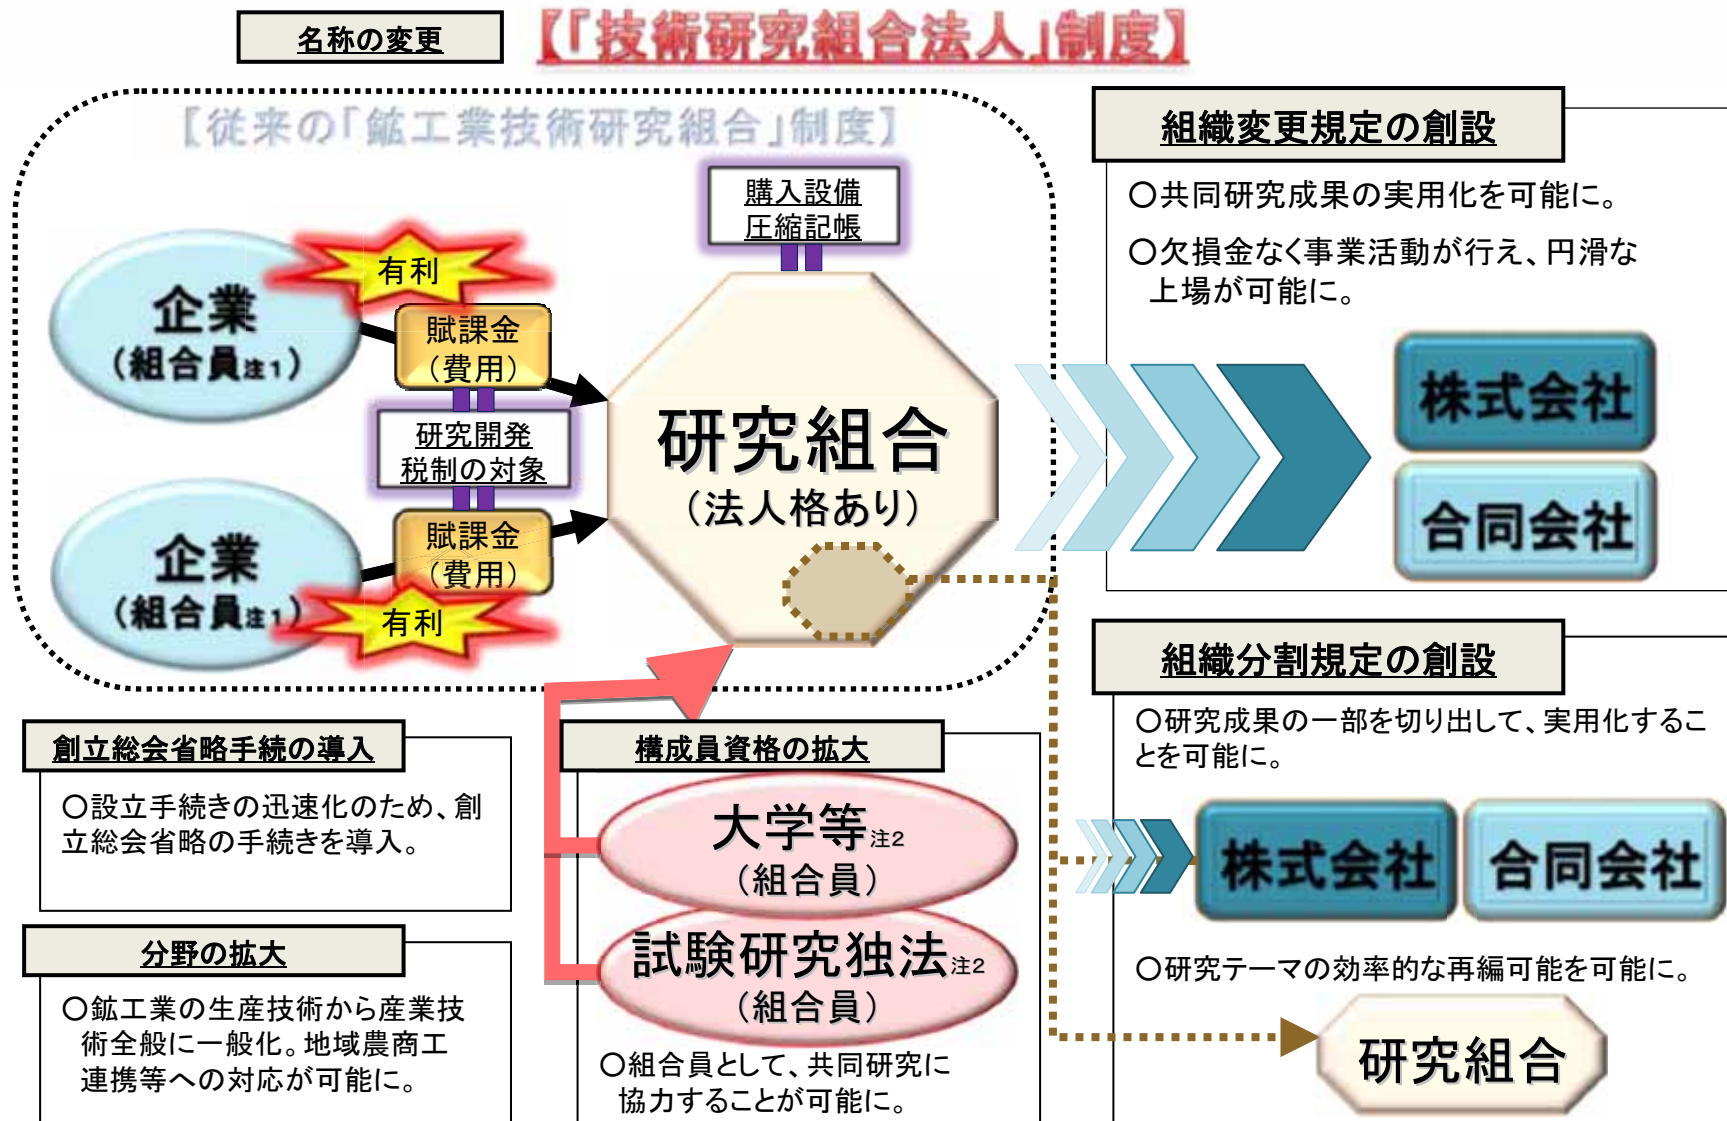 名称の変更
【「技術研究組合法人」制度】
【従来の「鉱工業技術研究組合」制度】
購入設備
圧縮記帳
有利
企業
（組合員注1）
賦課金
（費用）
研究開発
税制の対象
企業
（組合員注1）
賦課金
（費用）
有利
研究組合
（法人格あり）
組織変更規定の創設
○共同研究成果の実用化を可能に。
○欠損金なく事業活動が行え、円滑な
上場が可能に。
株式会社
合同会社
組織分割規定の創設
○研究成果の一部を切り出して、実用化するこ
とを可能に。
株式会社
合同会社
○研究テーマの効率的な再編可能を可能に。
研究組合
創立総会省略手続の導入
○設立手続きの迅速化のため、創
立総会省略の手続きを導入。
分野の拡大
○鉱工業の生産技術から産業技
術全般に一般化。地域農商工
連携等への対応が可能に。
構成員資格の拡大
大学等注2
（組合員）
試験研究独法注2
（組合員）
○組合員として、共同研究に
協力することが可能に。